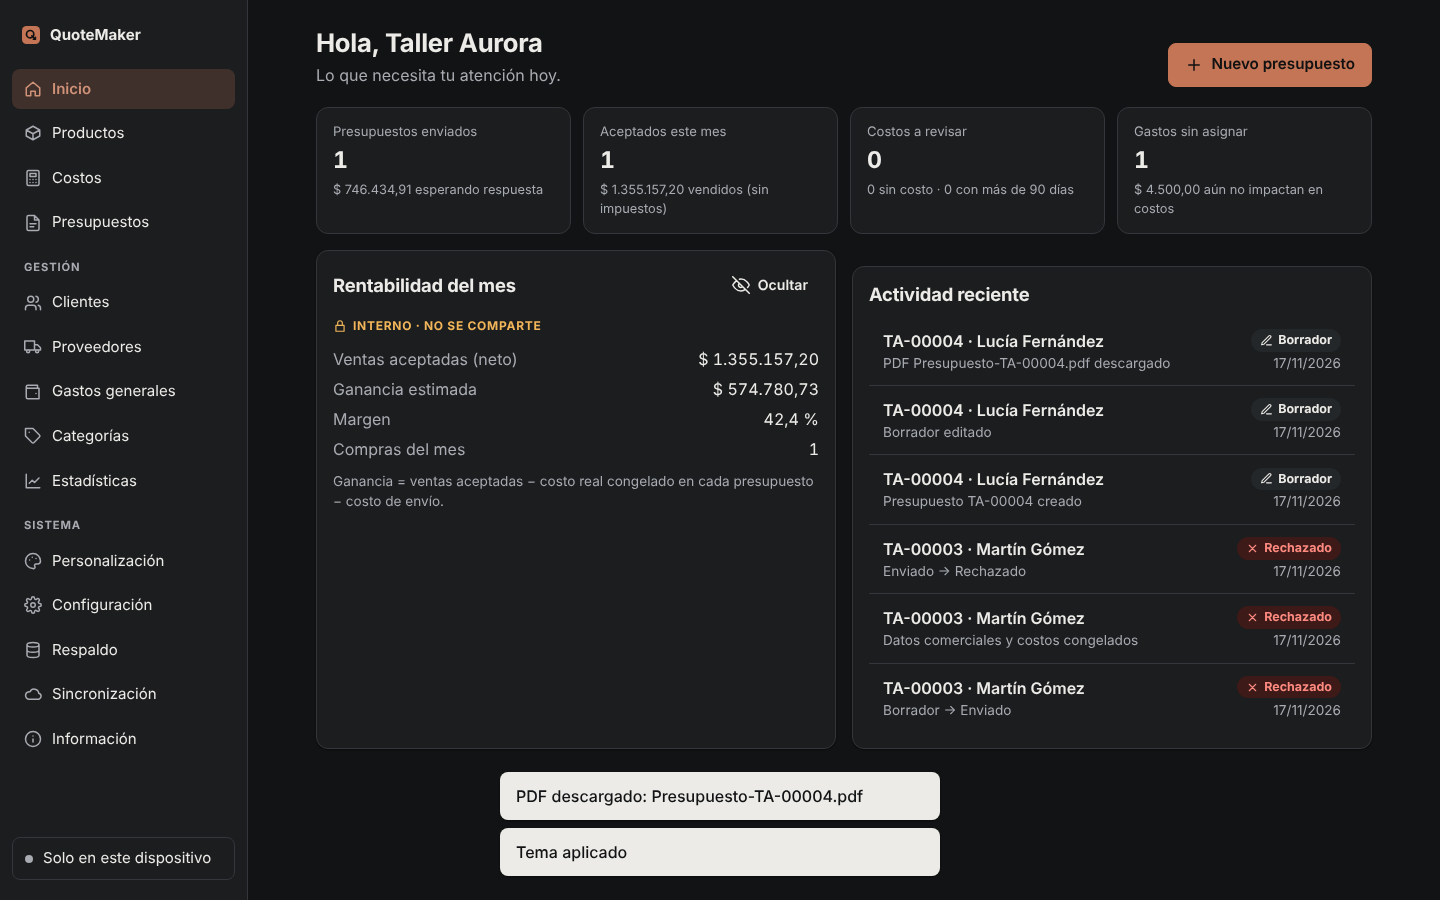 QuoteMaker
Inicio
Productos
Costos
Presupuestos
GESTIÓN
Clientes
Proveedores
Gastos generales
Categorías
Estadísticas
SISTEMA
Personalización
Configuración
Respaldo
Sincronización
Información
Solo en este dispositivo
Hola, Taller Aurora
Lo que necesita tu atención hoy.
Nuevo presupuesto
Presupuestos enviados
1
$ 746.434,91 esperando respuesta
Aceptados este mes
1
$ 1.355.157,20 vendidos (sin
impuestos)
Costos a revisar
0
0 sin costo · 0 con más de 90 días
Gastos sin asignar
1
$ 4.500,00 aún no impactan en
costos
Rentabilidad del mes
Ocultar
INTERNO · NO SE COMPARTE
Ventas aceptadas (neto) $ 1.355.157,20
Ganancia estimada $ 574.780,73
Margen 42,4 %
Compras del mes 1
Ganancia = ventas aceptadas − costo real congelado en cada presupuesto
− costo de envío.
Actividad reciente
TA-00004 · Lucía Fernández Borrador
PDF Presupuesto-TA-00004.pdf descargado 17/11/2026
TA-00004 · Lucía Fernández Borrador
Borrador editado 17/11/2026
TA-00004 · Lucía Fernández Borrador
Presupuesto TA-00004 creado 17/11/2026
TA-00003 · Martín Gómez Rechazado
Enviado → Rechazado 17/11/2026
TA-00003 · Martín Gómez Rechazado
Datos comerciales y costos congelados 17/11/2026
TA-00003 · Martín Gómez Rechazado
Borrador → Enviado 17/11/2026
PDF descargado: Presupuesto-TA-00004.pdf
Tema aplicado